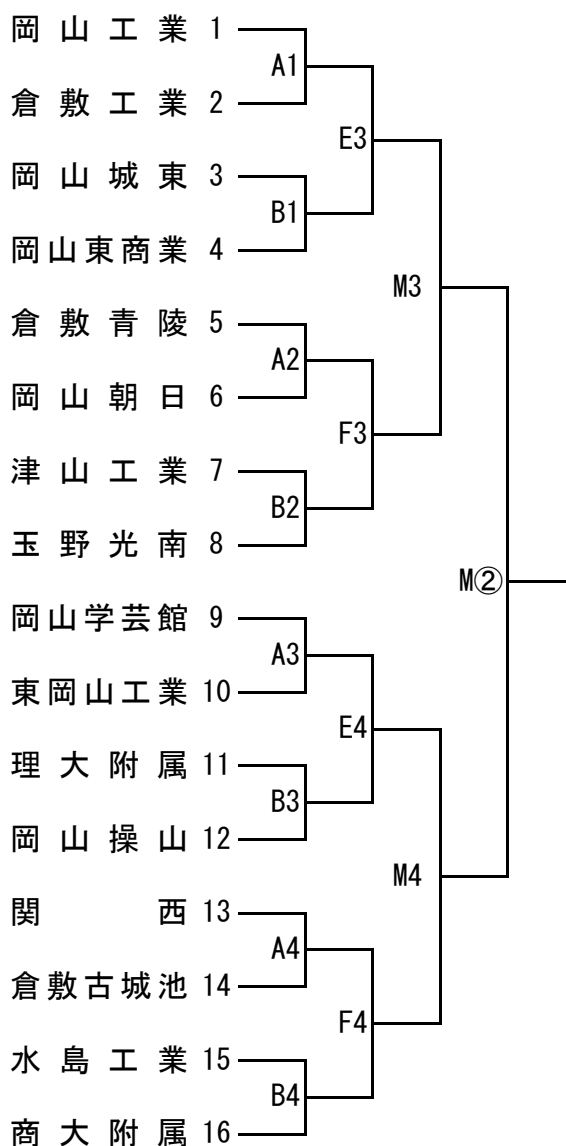 岡山工業 1
A1
倉敷工業 2
E3
岡山城東 3
B1
岡山東商業 4
M3
倉敷青陵 5
A2
岡山朝日 6
F3
津山工業 7
B2
玉野光南 8
M②
岡山学芸館 9
A3
東岡山工業 10
E4
理大附属 11
B3
岡山操山 12
M4
関西 13
A4
倉敷古城池 14
F4
水島工業 15
B4
商大附属 16